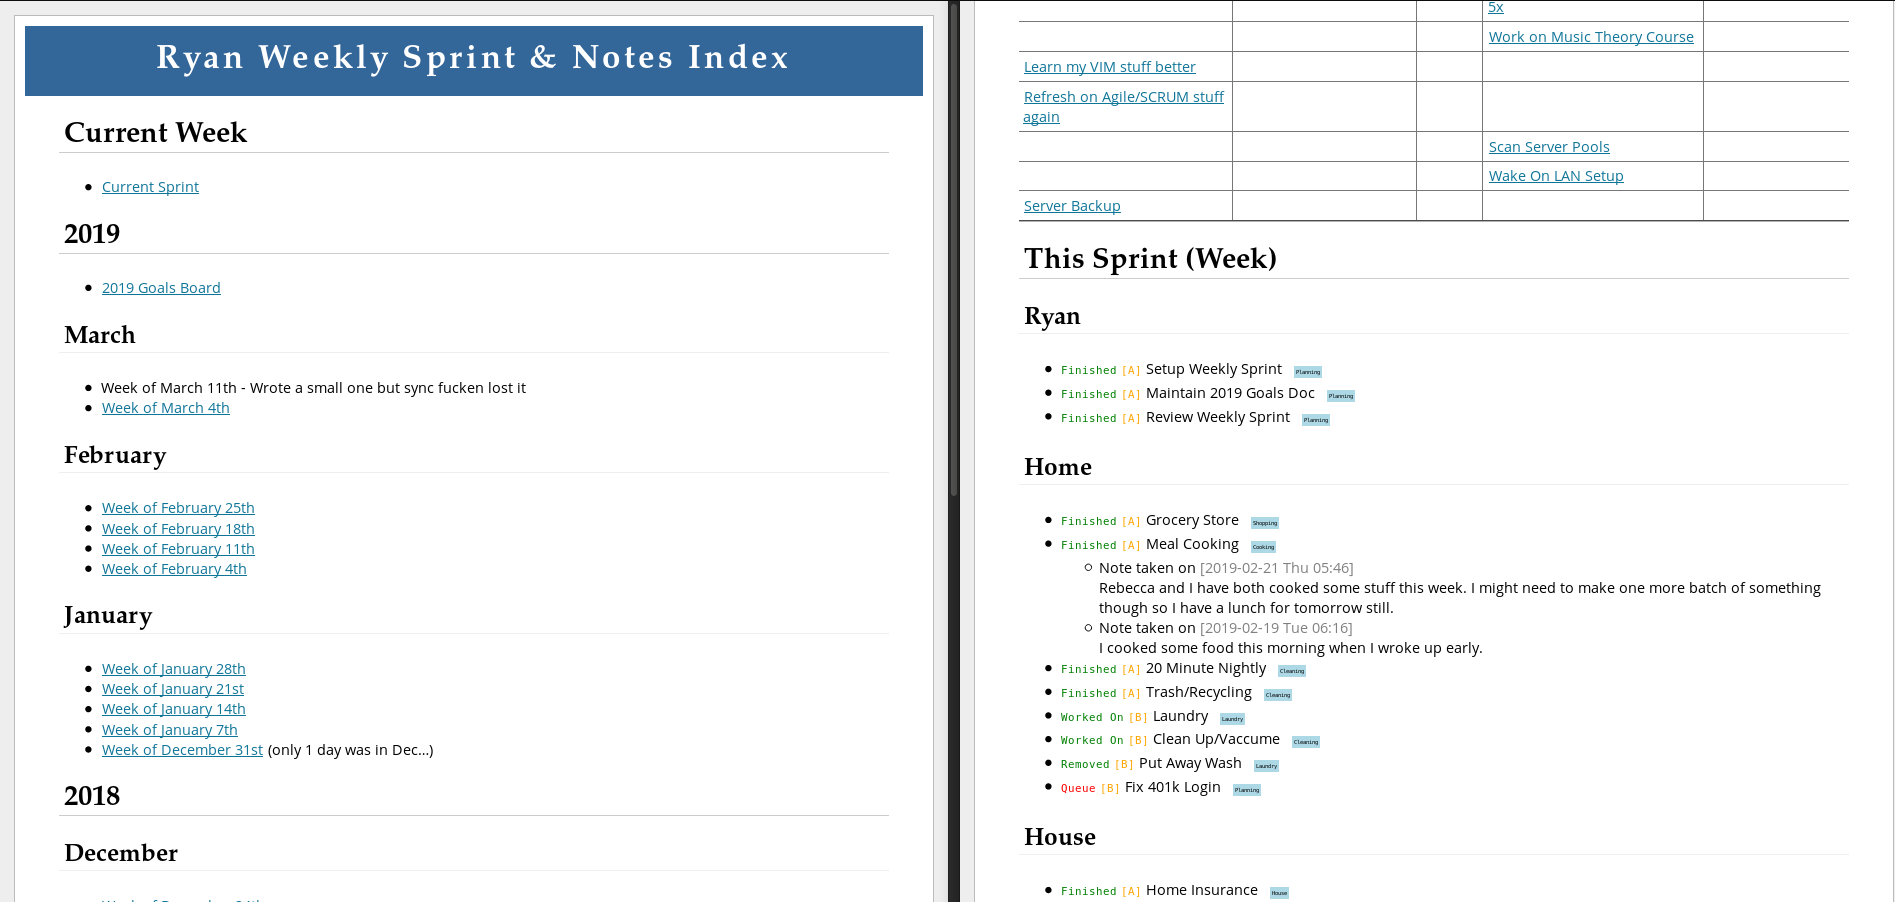 Ryan Weekly Sprint & Notes Index
Current Week
Current Sprint
2019
2019 Goals Board
March
Week of March 11th - Wrote a small one but sync fucken lost it
Week of March 4th
February
Week of February 25th
Week of February 18th
Week of February 11th
Week of February 4th
January
Week of January 28th
Week of January 21st
Week of January 14th
Week of January 7th
Week of December 31st (only 1 day was in Dec...)
2018
December
5x
Work on Music Theory Course
Learn my VIM stuff better
Refresh on Agile/SCRUM stuff
again
Scan Server Pools
Wake On LAN Setup
Server Backup
This Sprint (Week)
Ryan
Finished [A] Setup Weekly Sprint Planning
Finished [A] Maintain 2019 Goals Doc Planning
Finished [A] Review Weekly Sprint Planning
Home
Finished [A] Grocery Store Shopping
Finished [A] Meal Cooking Cooking
Note taken on [2019-02-21 Thu 05:46]
Rebecca and I have both cooked some stuff this week. I might need to make one more batch of something
though so I have a lunch for tomorrow still.
Note taken on [2019-02-19 Tue 06:16]
I cooked some food this morning when I wroke up early.
Finished [A] 20 Minute Nightly Cleaning
Finished [A] Trash/Recycling Cleaning
Worked On [B] Laundry Laundry
Worked On [B] Clean Up/Vaccume Cleaning
Removed [B] Put Away Wash Laundry
Queue [B] Fix 401k Login Planning
House
Finished [A] Home Insurance House